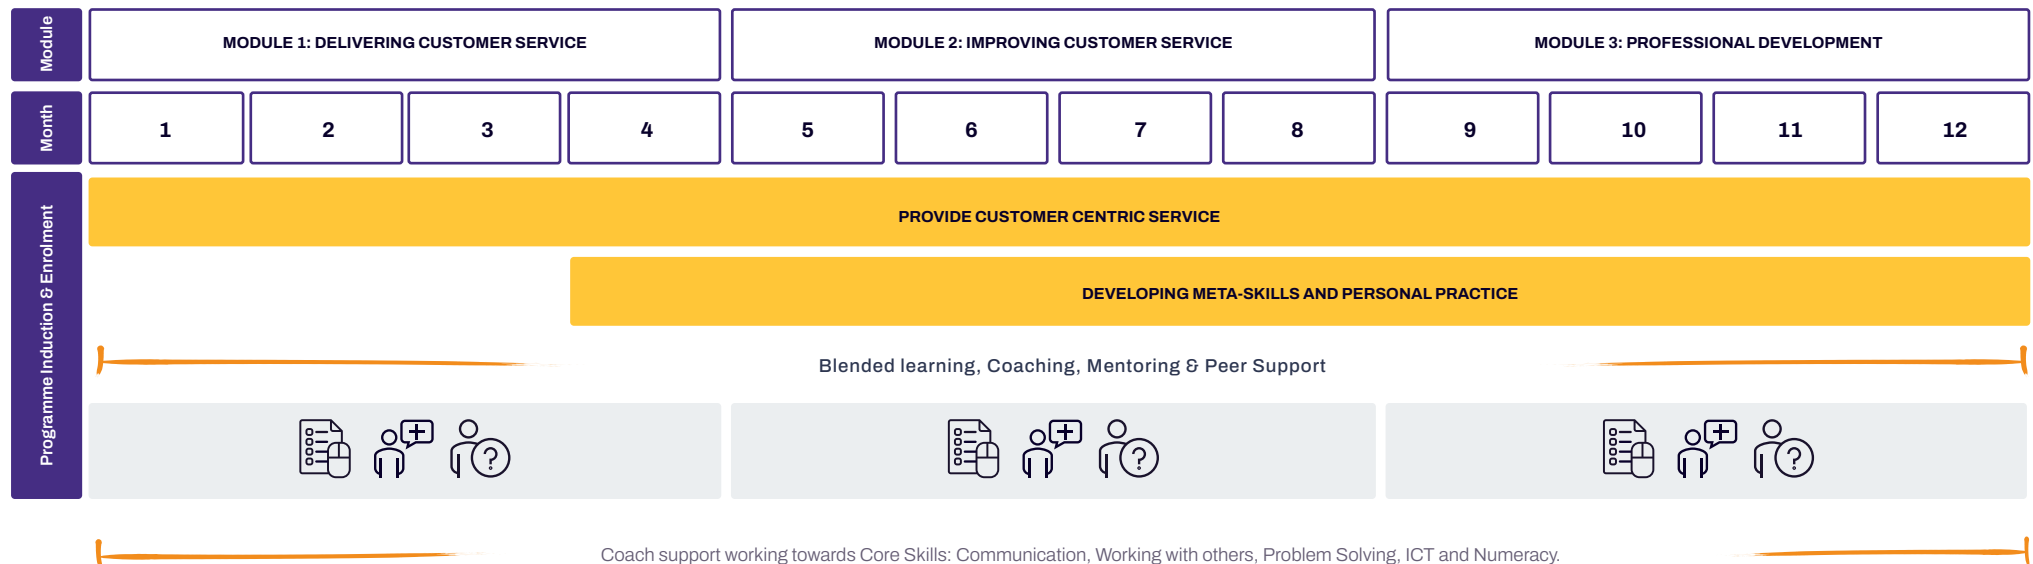 Module
MODULE 1: DELIVERING CUSTOMER SERVICE
MODULE 2: IMPROVING CUSTOMER SERVICE
MODULE 3: PROFESSIONAL DEVELOPMENT
Month
1
2
3
4
5
6
7
8
9
10
11
12
Programme Induction & Enrolment
PROVIDE CUSTOMER CENTRIC SERVICE
DEVELOPING META-SKILLS AND PERSONAL PRACTICE
Blended learning, Coaching, Mentoring & Peer Support
?
?
?
Coach support working towards Core Skills: Communication, Working with others, Problem Solving, ICT and Numeracy.